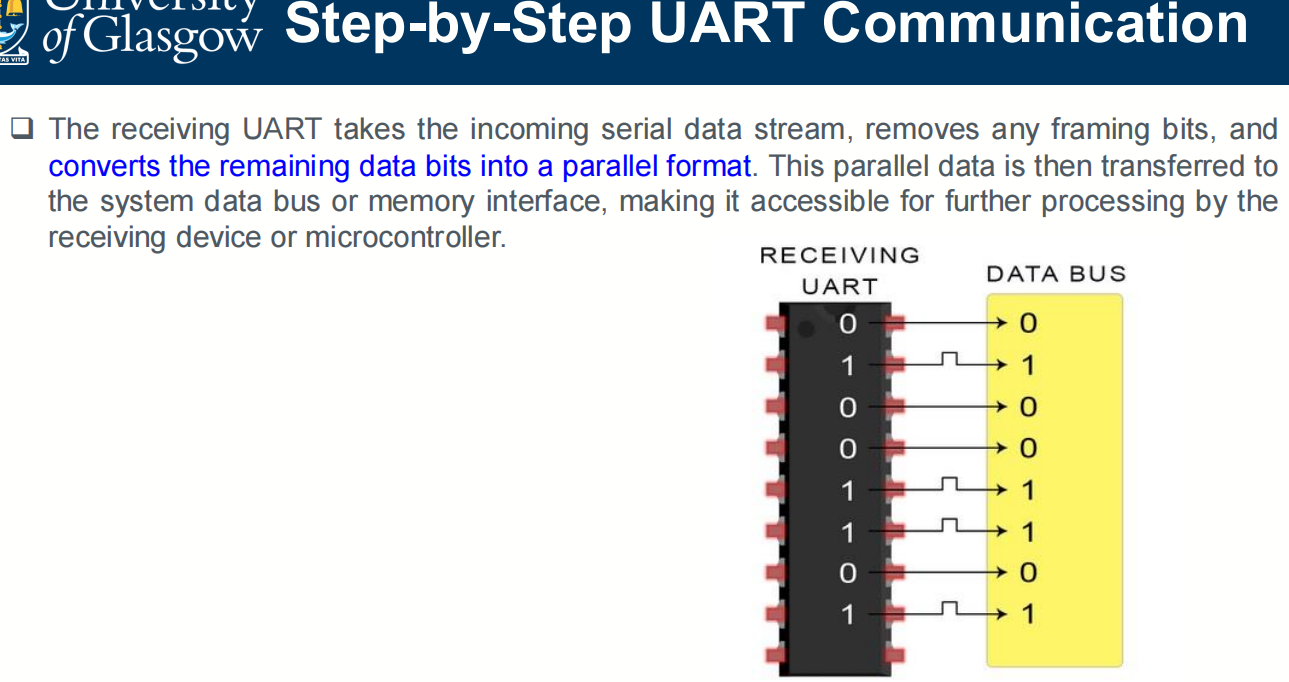 University
of Glasgow
TAS VITA
Step-by-Step UART Communication
❑ The receiving UART takes the incoming serial data stream, removes any framing bits, and
converts the remaining data bits into a parallel format. This parallel data is then transferred to
the system data bus or memory interface, making it accessible for further processing by the
receiving device or microcontroller.
RECEIVING
UART
DATA BUS
0 0
1 1
0 0
0 0
1 1
1 1
0 0
1 1